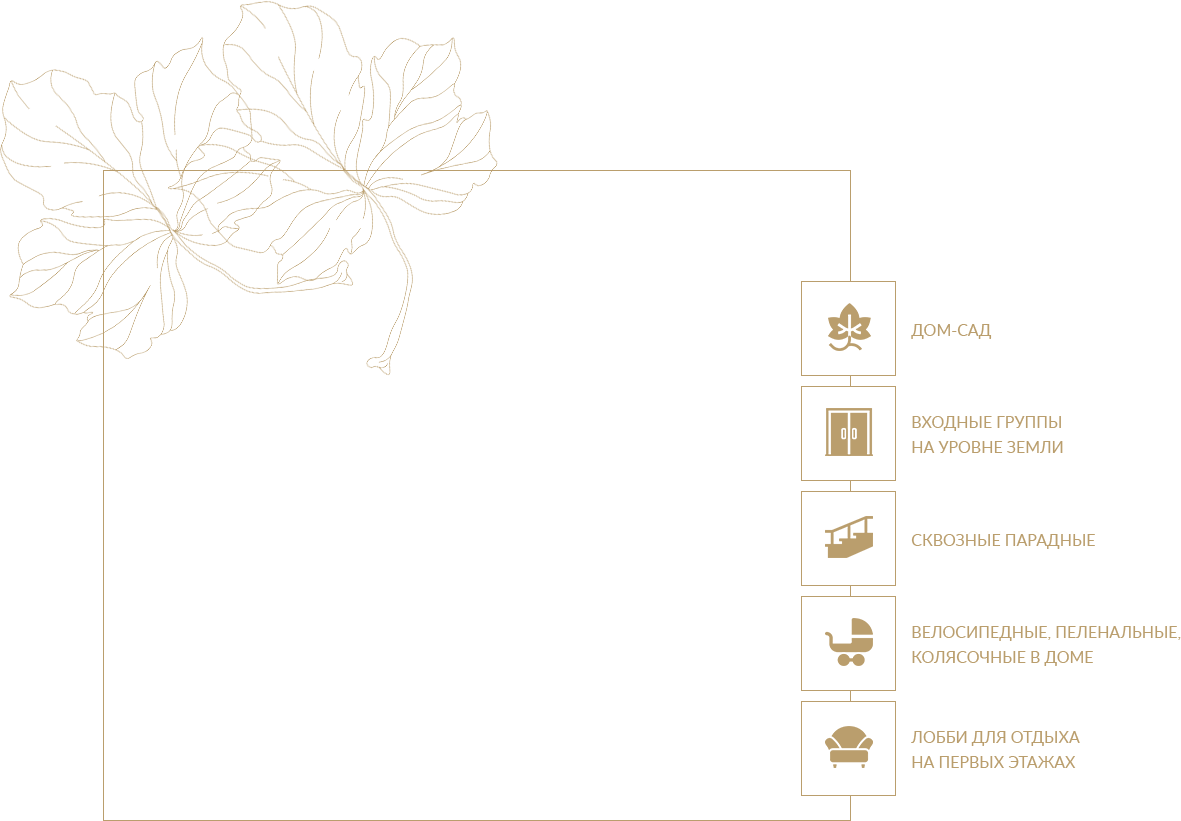 ДОМ-САД
ВХОДНЫЕ ГРУППЫ
НА УРОВНЕ ЗЕМЛИ
СКВОЗНЫЕ ПАРАДНЫЕ
ВЕЛОСИПЕДНЫЕ, ПЕЛЕНАЛЬНЫЕ,
КОЛЯСОЧНЫЕ В ДОМЕ
ЛОББИ ДЛЯ ОТДЫХА
НА ПЕРВЫХ ЭТАЖАХ